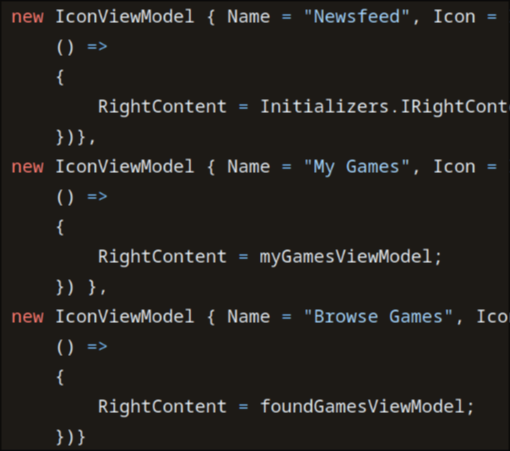 new IconViewModel { Name = "Newsfeed", Icon =
() =>
{
RightContent = Initializers.IRightCont
})},
new IconViewModel { Name = "My Games", Icon =
() =>
{
RightContent = myGamesViewModel;
}) },
new IconViewModel { Name = "Browse Games", Ico
() =>
{
RightContent = foundGamesViewModel;
})}